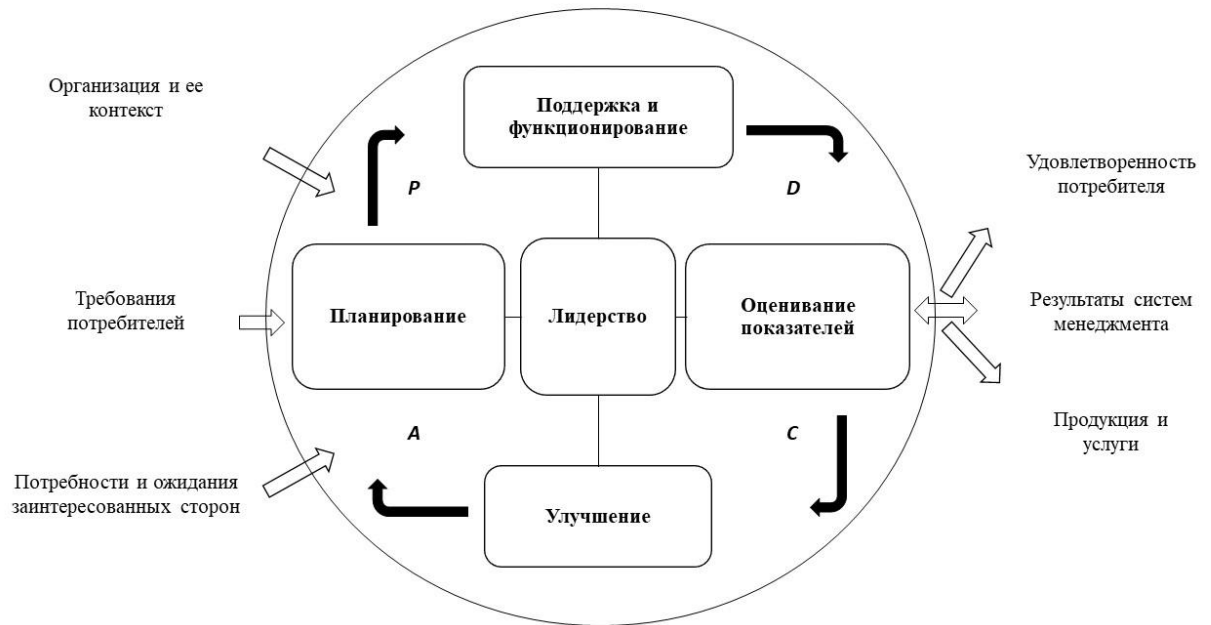 Организация и ее
контекст
Поддержка и
функционирование
P
D
Удовлетворенность
потребителя
Требования
потребителей
Планирование
Лидерство
Оценивание
показателей
Результаты систем
менеджмента
A
C
Продукция и
услуги
Потребности и ожидания
заинтересованных сторон
Улучшение